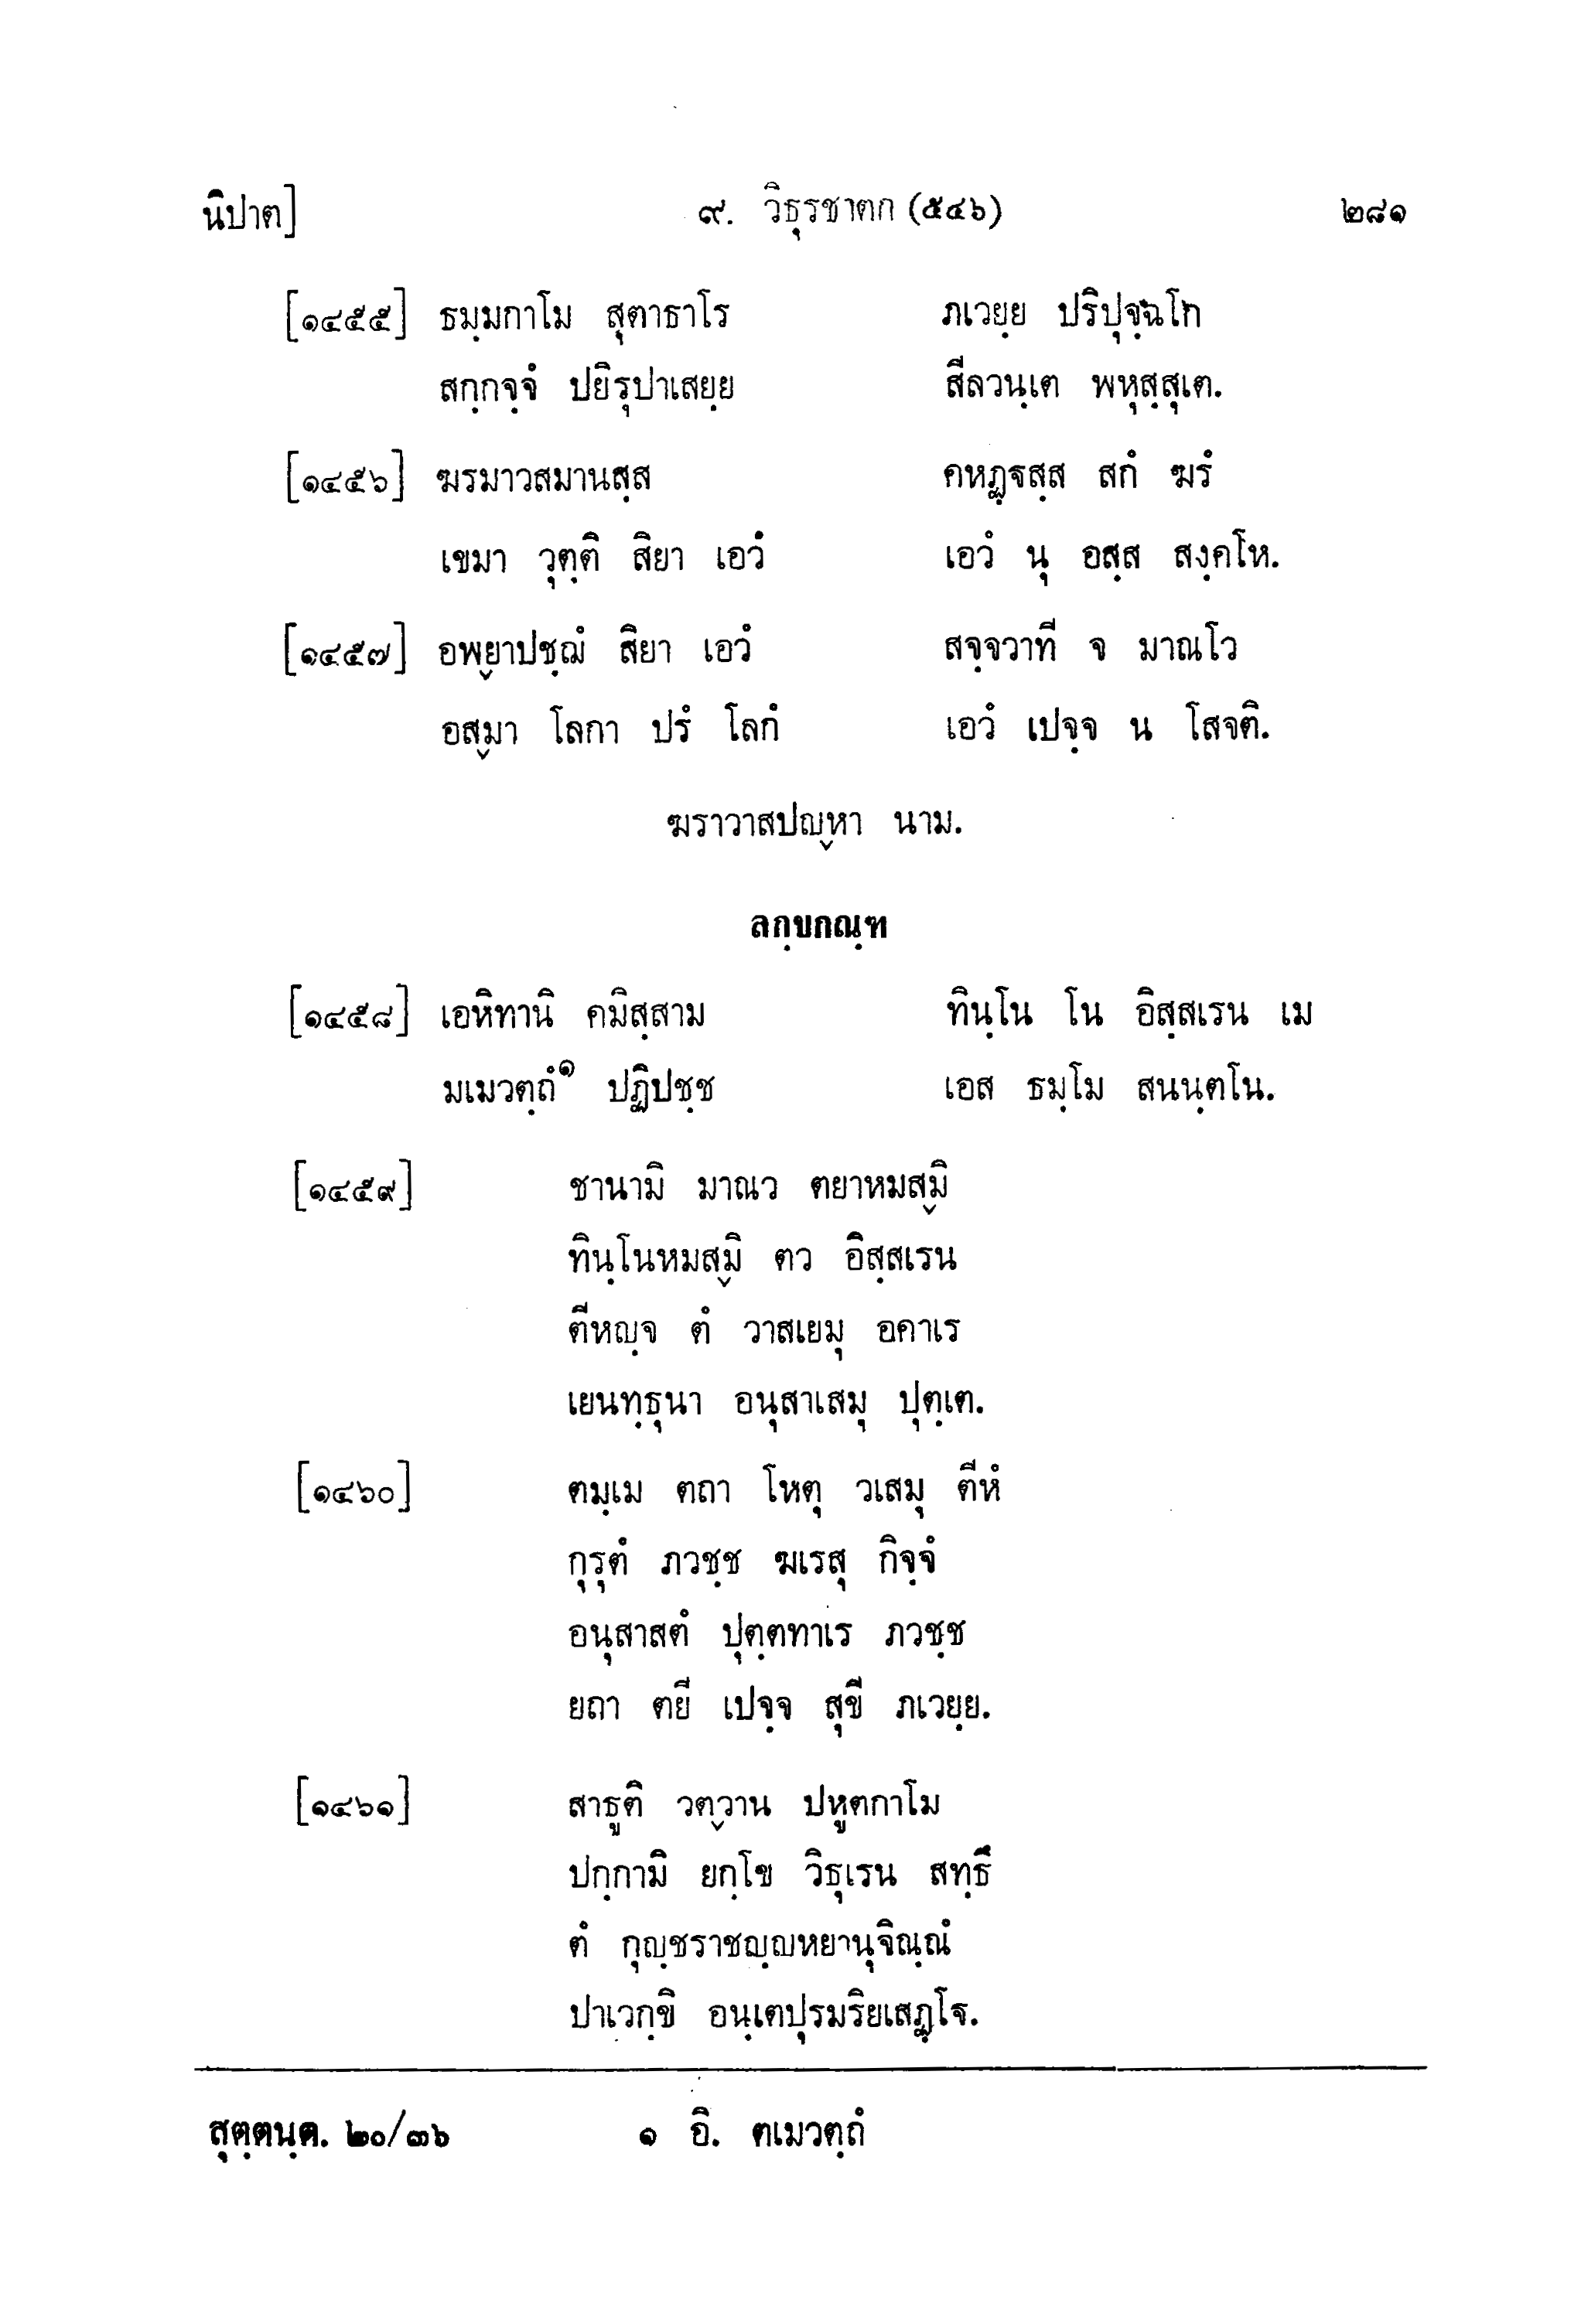 นิปาต] ๙. วิธุรชาตก (๕๔๖) ๒๘๑
[๑๔๕๕] ธมฺมกาโม สุตาธาโร ภเวยฺย ปริปุจฺฉโก
สกฺกจฺจํ ปยิรุปาเสยฺย สีลวนฺเต พหุสฺสุเต.
[๑๔๕๖] ฆรมาวสมานสฺส คหฏฺฐสฺส สกํ ฆรํ
เขมา วุตฺติ สิยา เอวํ เอวํ นุ อสฺส สงฺคโห.
[๑๔๕๗] อพฺยาปชฺฌํ สิยา เอวํ สจฺจวาที จ มาณโว
อสฺมา โลกา ปรํ โลกํ เอวํ เปจฺจ น โสจติ.
ฆราวาสปญฺหา นาม.
ลกฺขกณฺฑ
[๑๔๕๘] เอหิทานิ คมิสฺสาม ทินฺโน โน อิสฺสเรน เม
มเมวตฺถํ๑ ปฏิปชฺช เอส ธมฺโม สนนฺตโน.
[๑๔๕๙] ชานามิ มาณว ตยาหมสฺมิ
ทินฺโนหมสฺมิ ตว อิสฺสเรน
ตีหญฺจ ตํ วาสเยมุ อคาเร
เยนทฺธุนา อนุสาเสมุ ปุตฺเต.
[๑๔๖๐] ตมฺเม ตถา โหตุ วเสมุ ตีหํ
กุรุตํ ภวชฺช ฆเรสุ กิจฺจํ
อนุสาสตํ ปุตฺตทาเร ภวชฺช
ยถา ตยี เปจฺจ สุขี ภเวยฺย.
[๑๔๖๑] สาธูติ วตฺวาน ปหูตกาโม
ปกฺกามิ ยกฺโข วิธุเรน สทฺธึ
ตํ กุญฺชราชญฺญหยานุจิณฺณํ
ปาเวกฺขิ อนฺเตปุรมริยเสฏฺโฐ.
สุตฺตนฺต. ๒๐/๓๖ ๑ อิ. ตเมวตฺถํ